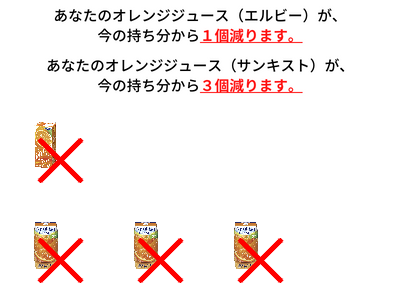 あなたのオレンジジュース（エルビー）が、
今の持ち分から１個減ります。
あなたのオレンジジュース（サンキスト）が、
今の持ち分から３個減ります。